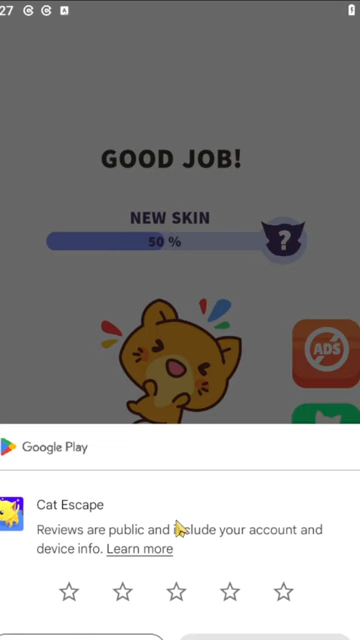 27
GOOD JOB!
NEW SKIN
50 %
?
ADS
Google Play
Cat Escape
Reviews are public and include your account and
device info. Learn more